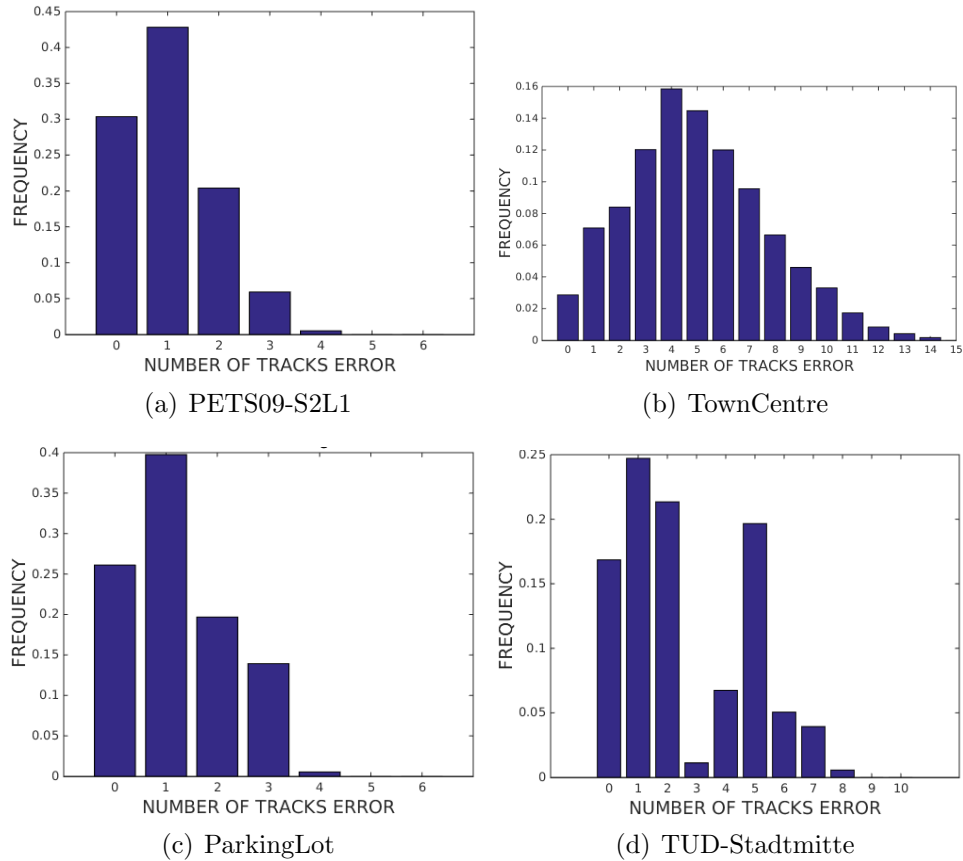 0.45
0.4
0.35
0.3
0.25
0.2
0.15
0.1
0.05
0
FREQUENCY
0 1 2 3 4 5 6
NUMBER OF TRACKS ERROR
(a) PETS09-S2L1
0.16
0.14
0.12
0.1
0.08
0.06
0.04
0.02
0
FREQUENCY
0 1 2 3 4 5 6 7 8 9 10 11 12 13 14 15
NUMBER OF TRACKS ERROR
(b) TownCentre
0.4
0.35
0.3
0.25
0.2
0.15
0.1
0.05
0
FREQUENCY
0 1 2 3 4 5 6
NUMBER OF TRACKS ERROR
(c) ParkingLot
0.25
0.2
0.15
0.1
0.05
0
FREQUENCY
0 1 2 3 4 5 6 7 8 9 10
NUMBER OF TRACKS ERROR
(d) TUD-Stadtmitte